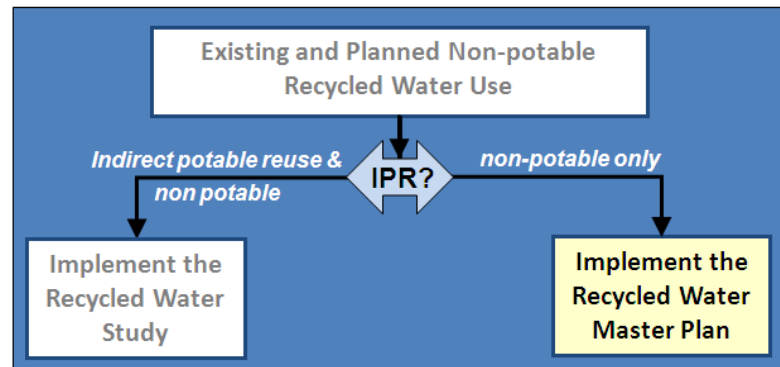 Existing and Planned Non-potable
Recycled Water Use
Indirect potable reuse &
non potable
IPR?
non-potable only
Implement the
Recycled Water
Study
Implement the
Recycled Water
Master Plan